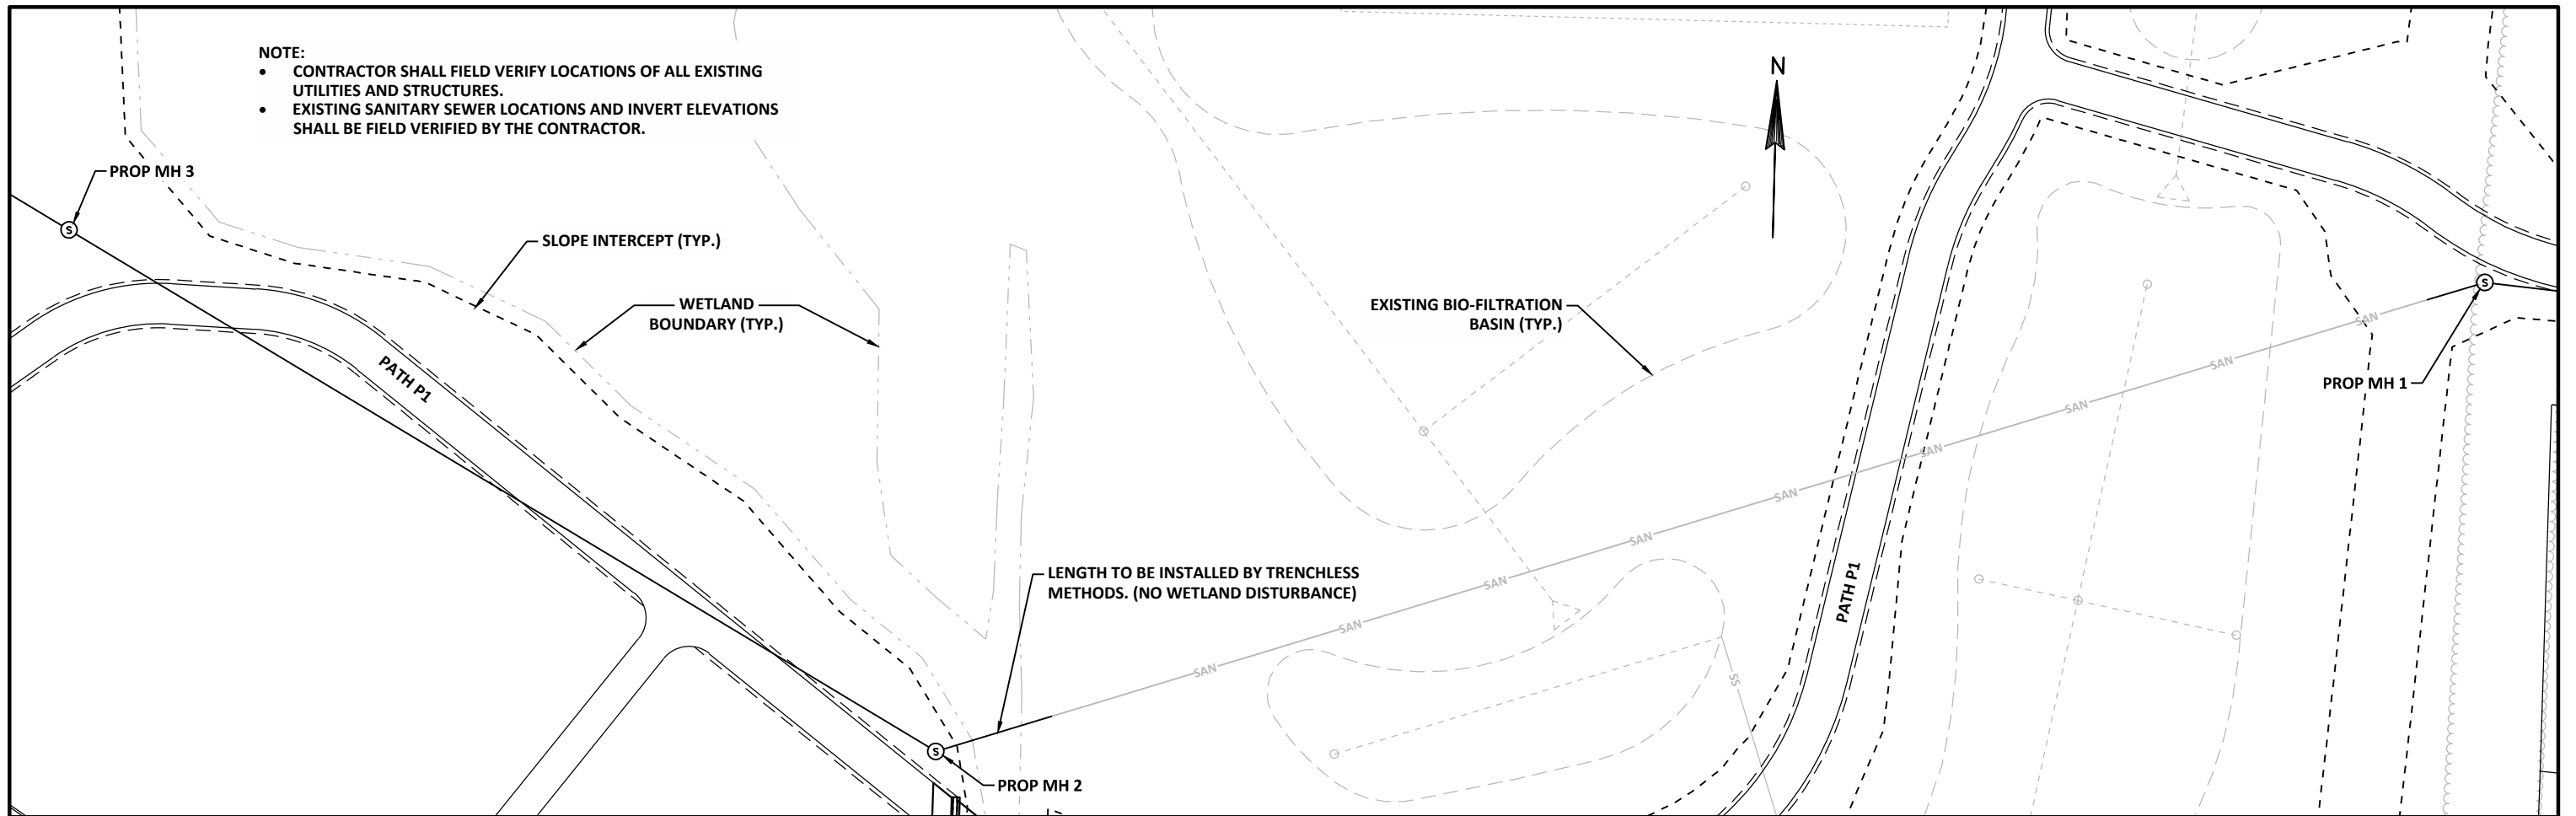 NOTE:
• CONTRACTOR SHALL FIELD VERIFY LOCATIONS OF ALL EXISTING
UTILITIES AND STRUCTURES.
• EXISTING SANITARY SEWER LOCATIONS AND INVERT ELEVATIONS
SHALL BE FIELD VERIFIED BY THE CONTRACTOR.
N
PROP MH 3
S
SLOPE INTERCEPT (TYP.)
WETLAND
BOUNDARY (TYP.)
EXISTING BIO-FILTRATION
BASIN (TYP.)
S
PROP MH 1
PATH P1
SAN
SAN
SAN
SAN
SAN
SAN
SAN
SAN
SAN
LENGTH TO BE INSTALLED BY TRENCHLESS
METHODS. (NO WETLAND DISTURBANCE)
PATH P1
SS
S
PROP MH 2